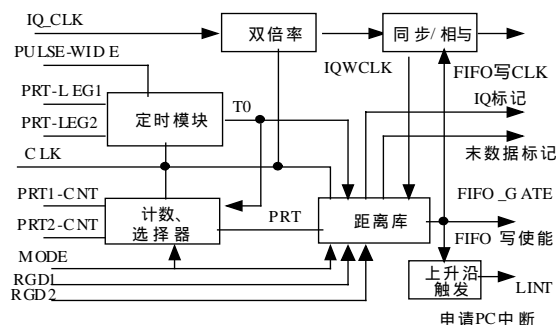 IQ_CLK
双倍率
同步/相与
PULSE-WIDE
IQWCLK
FIFO写CLK
PRT-LEG1
定时模块
T0
IQ标记
PRT-LEG2
末数据标记
CLK
PRT1-CNT
计数、
选择器
PRT
距离库
FIFO_GATE
PRT2-CNT
FIFO 写使能
MODE
RGD1
RGD2
上升沿
触发
LINT
申请PC中断